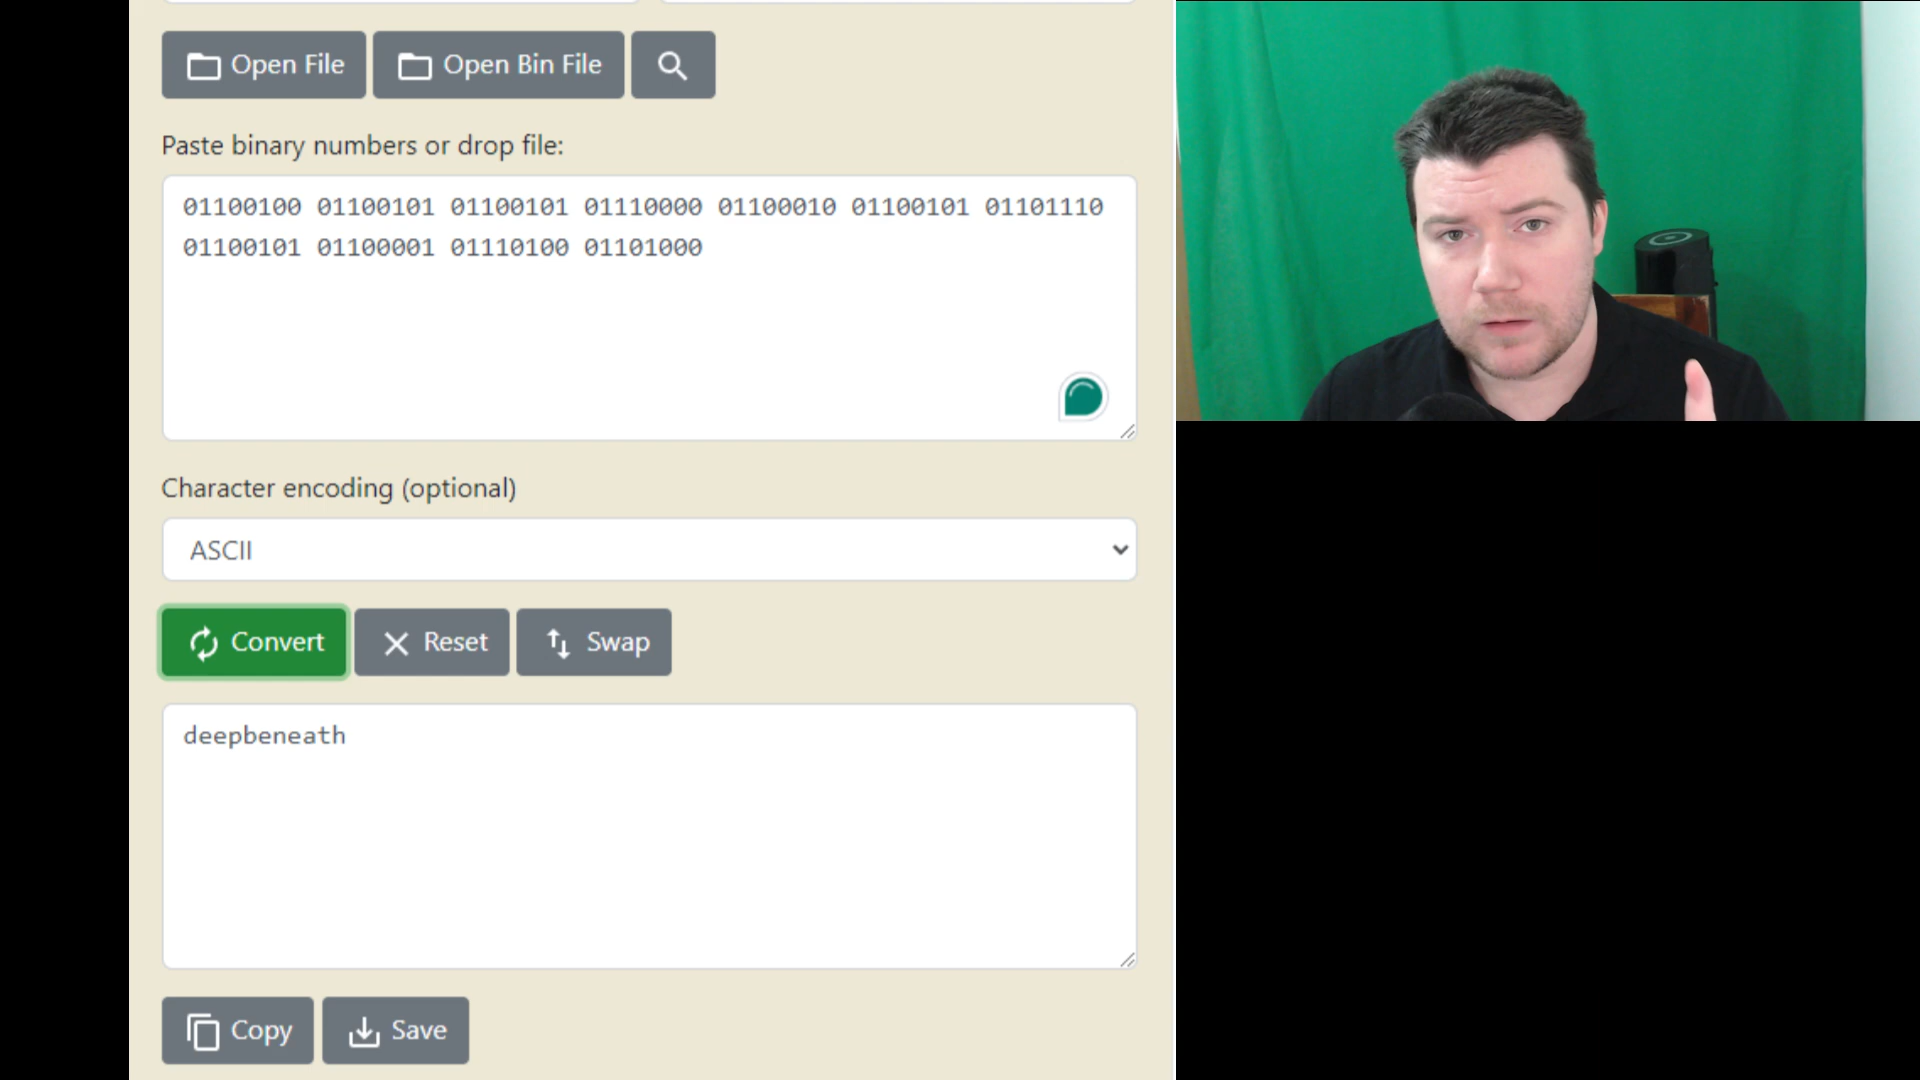 Open File Open Bin File
Paste binary numbers or drop file:
01100100 01100101 01100101 01110000 01100010 01100101 01101110
01100101 01100001 01110100 01101000
Character encoding (optional)
ASCII
Convert Reset Swap
deepbeneath
Copy Save